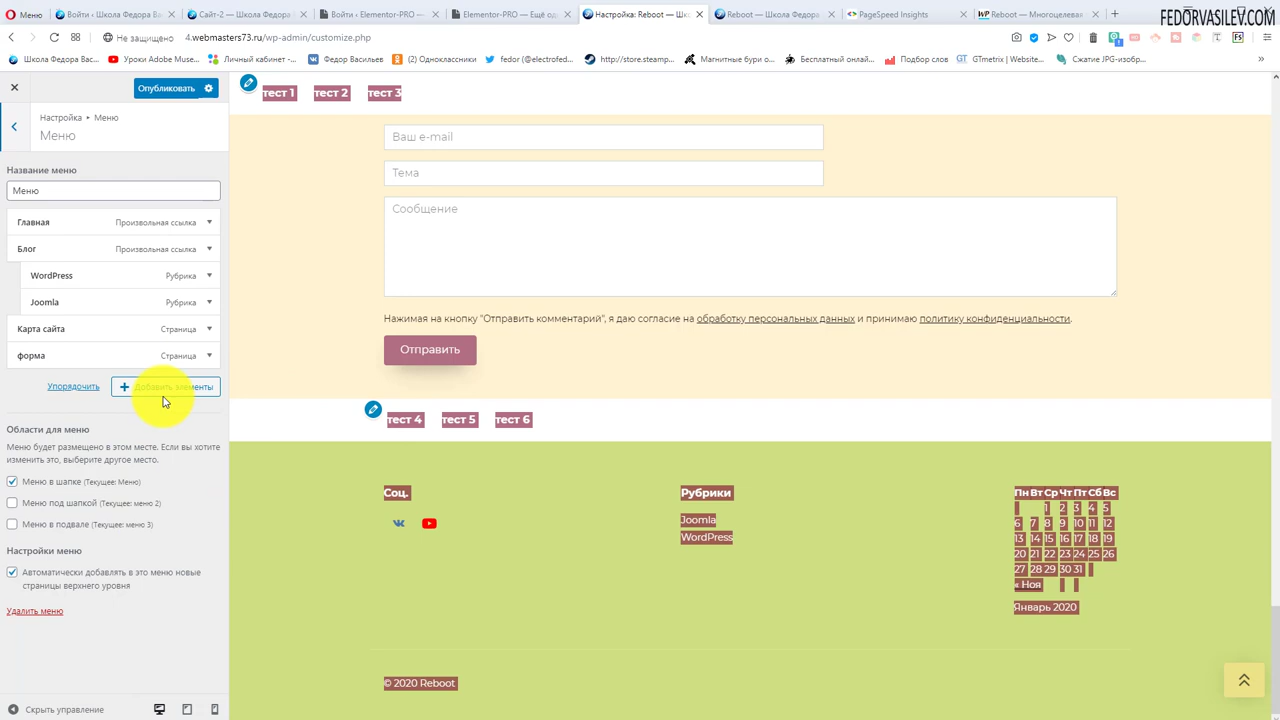 Меню
Войти ‹ Школа Федора Ва
Сайт-2 — Школа Федора
Войти ‹ Elementor-PRO —
Elementor-PRO — Ещё од
Настройка: Reboot — Шко
Reboot — Школа Федора
PageSpeed Insights
Reboot — Многоцелевая
FEDORVASILEV.COM
Не защищено
4.webmasters73.ru/wp-admin/customize.php
Школа Федора Вас...
Уроки Adobe Muse...
Личный кабинет -...
Федор Васильев
(2) Одноклассники
fedor (@electrofed...
http://store.steamp...
Магнитные бури о...
Бесплатный онлай...
Подбор слов
GTmetrix | Website...
Сжатие JPG-изобр...
»
Опубликовать
Настройка ▸ Меню
Меню
Название меню
Меню
Главная Произвольная ссылка
Блог Произвольная ссылка
WordPress Рубрика
Joomla Рубрика
Карта сайта Страница
форма Страница
Упорядочить + Добавить элементы
Области для меню
Меню будет размещено в этом месте. Если вы хотите
изменить это, выберите другое место.
Меню в шапке (Текущее: Меню)
Меню под шапкой (Текущее: меню 2)
Меню в подвале (Текущее: меню 3)
Настройки меню
Автоматически добавлять в это меню новые
страницы верхнего уровня
Удалить меню
Скрыть управление
тест 1 тест 2 тест 3
Ваш e-mail
Тема
Сообщение
Нажимая на кнопку "Отправить комментарий", я даю согласие на обработку персональных данных и принимаю политику конфиденциальности.
Отправить
тест 4 тест 5 тест 6
Соц.
Рубрики
Joomla
WordPress
Пн Вт Ср Чт Пт Сб Вс
1 2 3 4 5
6 7 8 9 10 11 12
13 14 15 16 17 18 19
20 21 22 23 24 25 26
27 28 29 30 31
« Ноя
Январь 2020
© 2020 Reboot